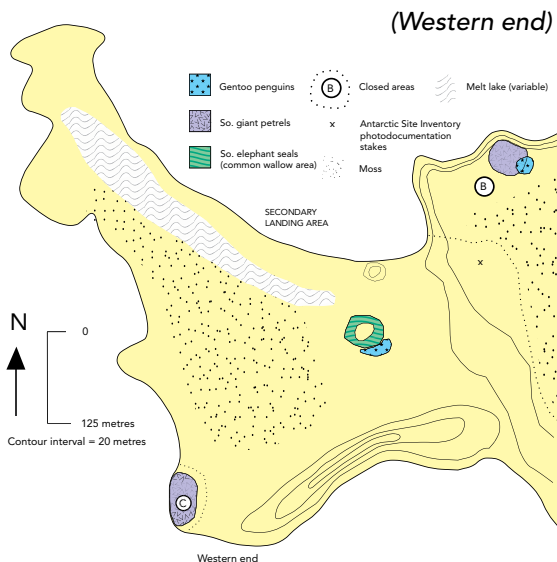 (Western end)
Gentoo penguins
B
Closed areas
Melt lake (variable)
So. giant petrels
x
Antarctic Site Inventory
photodocumentation
stakes
So. elephant seals
(common wallow area)
Moss
B
SECONDARY
LANDING AREA
x
N
0
125 metres
Contour interval = 20 metres
C
Western end